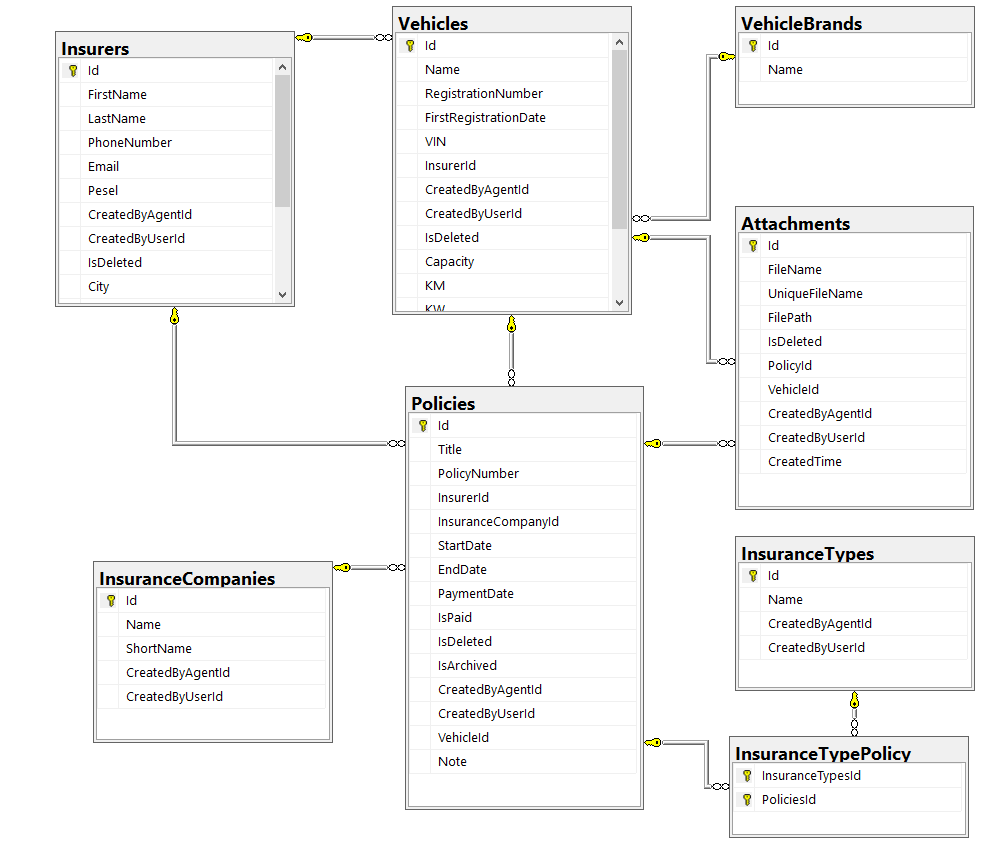 Insurers
Id
FirstName
LastName
PhoneNumber
Email
Pesel
CreatedByAgentId
CreatedByUserId
IsDeleted
City
Vehicles
Id
Name
RegistrationNumber
FirstRegistrationDate
VIN
InsurerId
CreatedByAgentId
CreatedByUserId
IsDeleted
Capacity
KM
KW
VehicleBrands
Id
Name
Attachments
Id
FileName
UniqueFileName
FilePath
IsDeleted
PolicyId
VehicleId
CreatedByAgentId
CreatedByUserId
CreatedTime
Policies
Id
Title
PolicyNumber
InsurerId
InsuranceCompanyId
StartDate
EndDate
PaymentDate
IsPaid
IsDeleted
IsArchived
CreatedByAgentId
CreatedByUserId
VehicleId
Note
InsuranceCompanies
Id
Name
ShortName
CreatedByAgentId
CreatedByUserId
InsuranceTypes
Id
Name
CreatedByAgentId
CreatedByUserId
InsuranceTypePolicy
InsuranceTypesId
PoliciesId